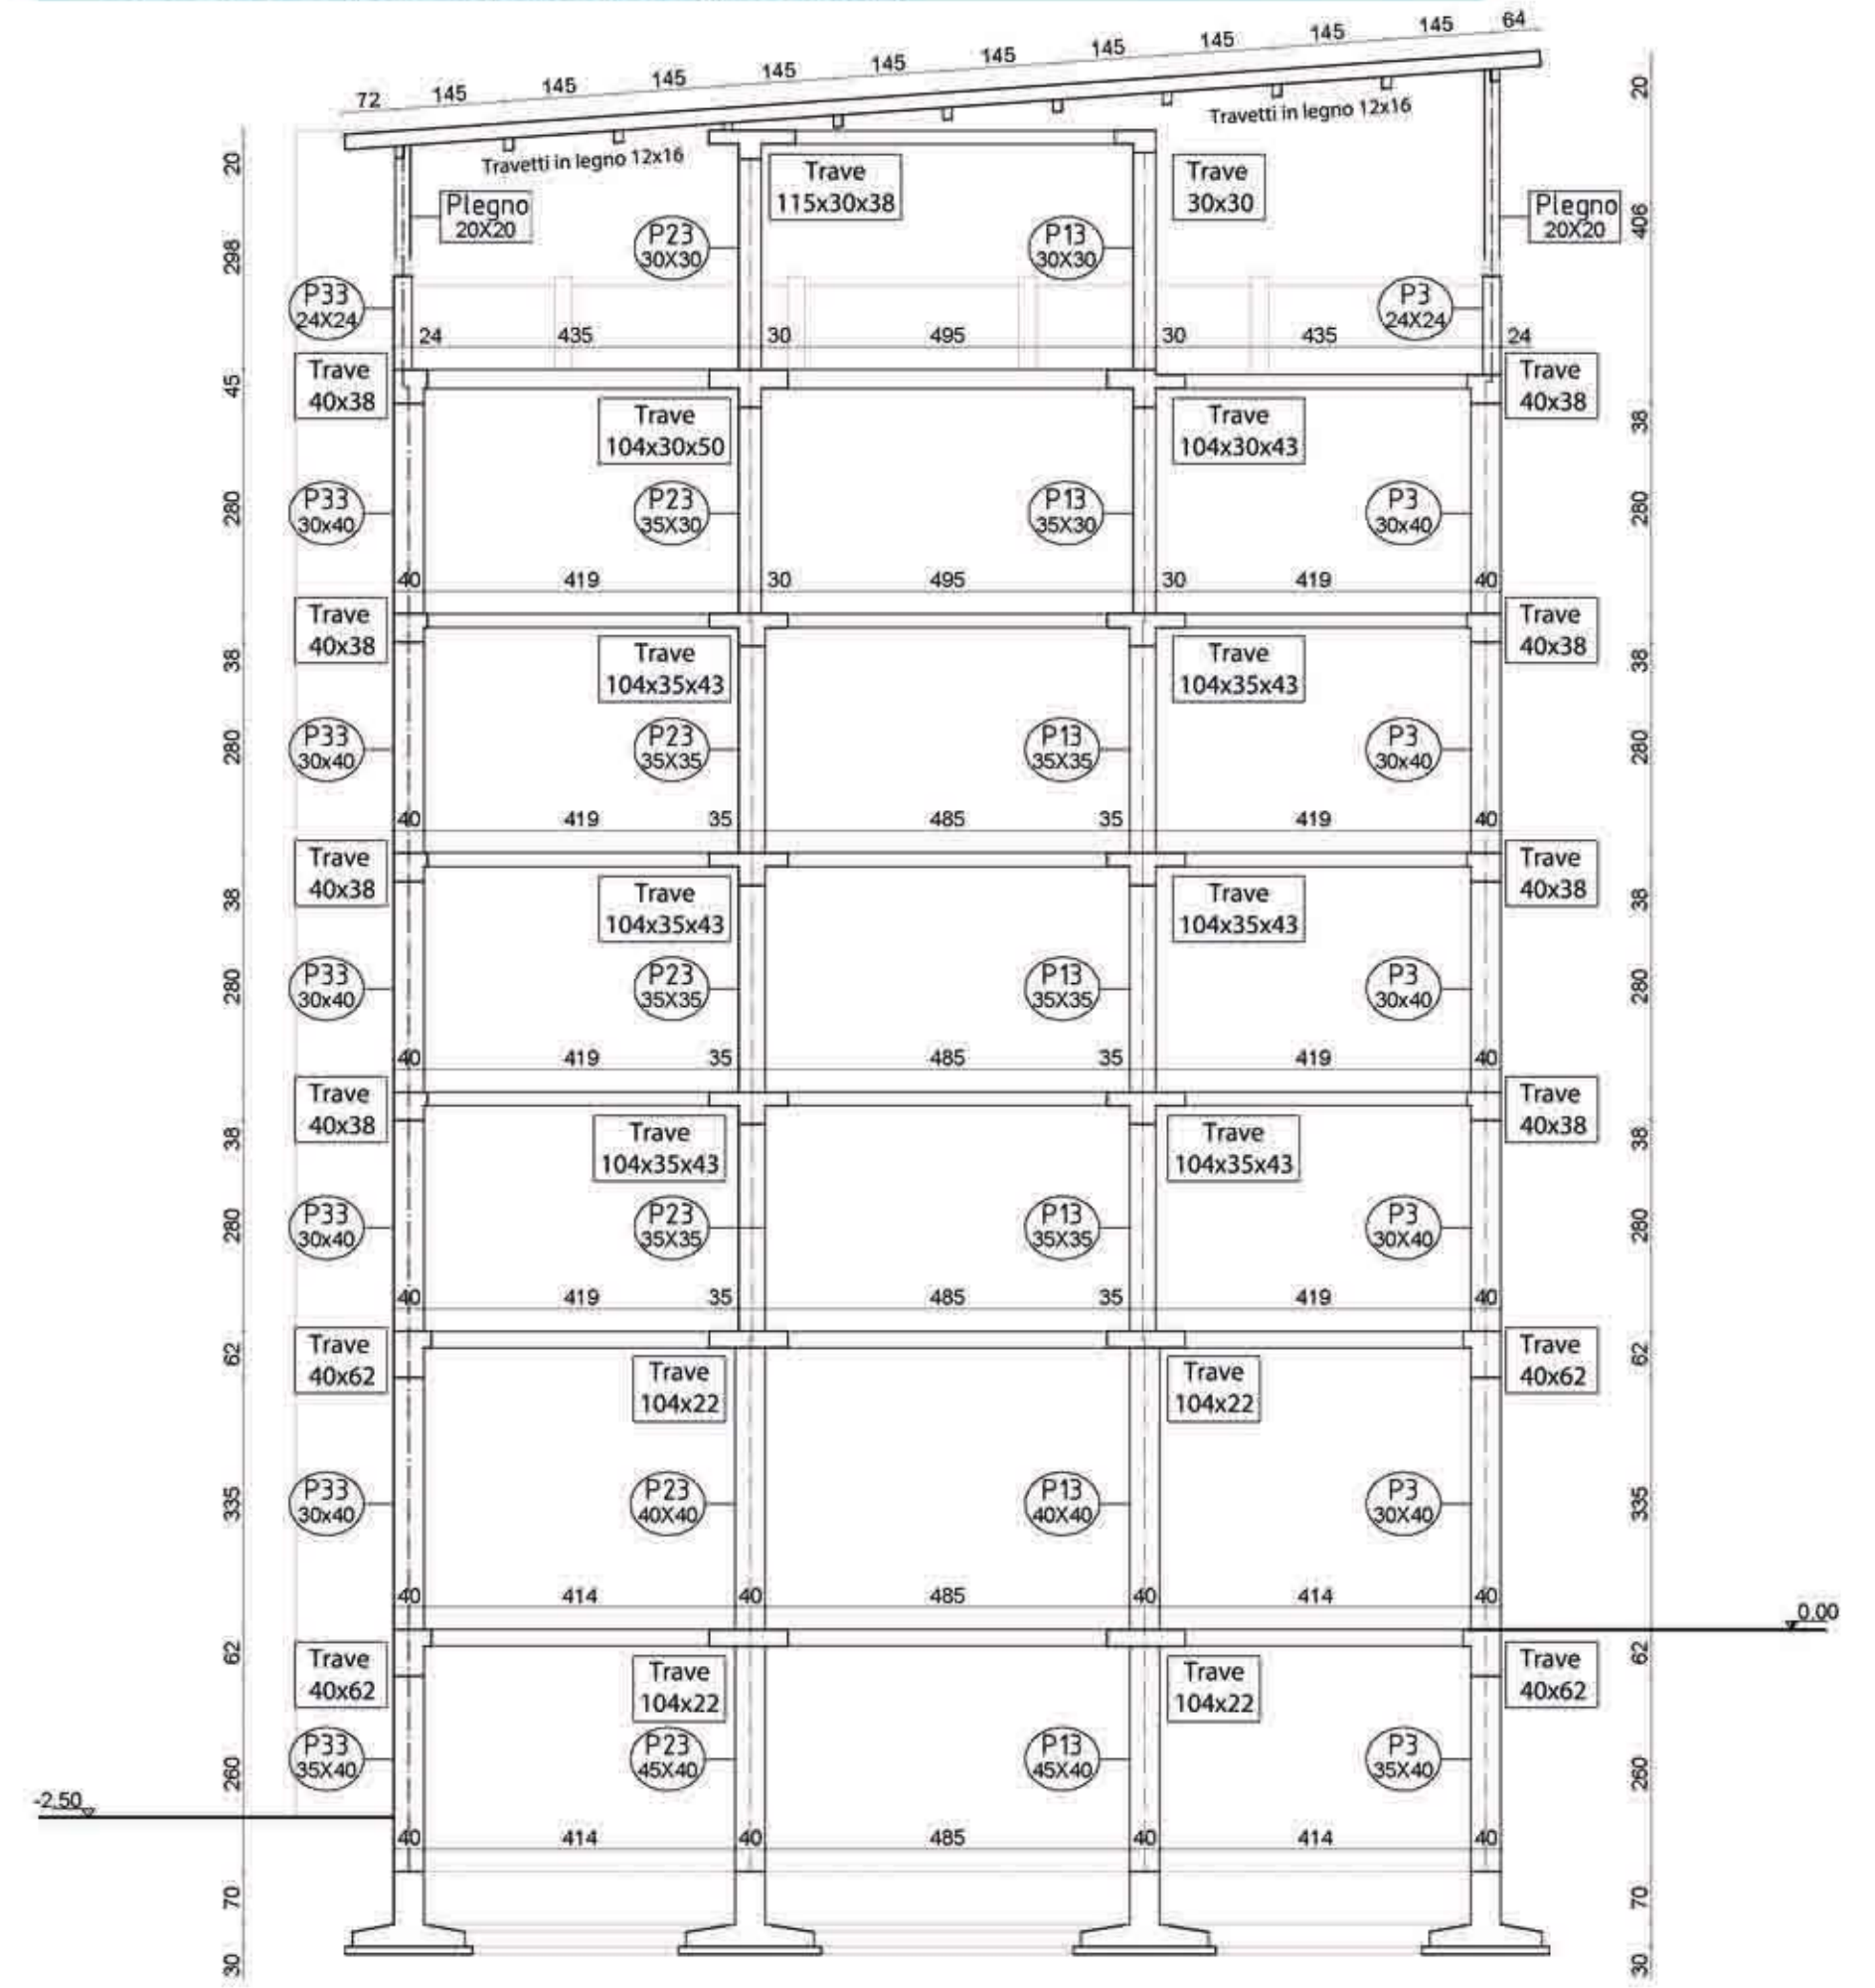 72 145 145 145 145 145 145 145 145 145 145 64
Travetti in legno 12x16
Travetti in legno 12x16
20
20
Trave
115x30x38
Trave
30x30
Plegno
20X20
Plegno
20X20
298
P23
30X30
P13
30X30
406
P33
24X24
P3
24X24
24 435 30 495 30 435 24
45
Trave
40x38
Trave
104x30x50
Trave
104x30x43
Trave
40x38
38
280
P33
30x40
P23
35X30
P13
35X30
P3
30x40
280
40 419 30 495 30 419 40
38
Trave
40x38
Trave
104x35x43
Trave
104x35x43
Trave
40x38
38
280
P33
30x40
P23
35X35
P13
35X35
P3
30x40
280
40 419 35 485 35 419 40
38
Trave
40x38
Trave
104x35x43
Trave
104x35x43
Trave
40x38
38
280
P33
30x40
P23
35X35
P13
35X35
P3
30x40
280
40 419 35 485 35 419 40
38
Trave
40x38
Trave
104x35x43
Trave
104x35x43
Trave
40x38
38
280
P33
30x40
P23
35X35
P13
35X35
P3
30X40
280
40 419 35 485 35 419 40
62
Trave
40x62
Trave
104x22
Trave
104x22
Trave
40x62
62
335
P33
30x40
P23
40X40
P13
40X40
P3
30X40
335
40 414 40 485 40 414 40
0.00
62
Trave
40x62
Trave
104x22
Trave
104x22
Trave
40x62
62
260
P33
35X40
P23
45X40
P13
45X40
P3
35X40
260
-2.50
40 414 40 485 40 414 40
70
70
30
30